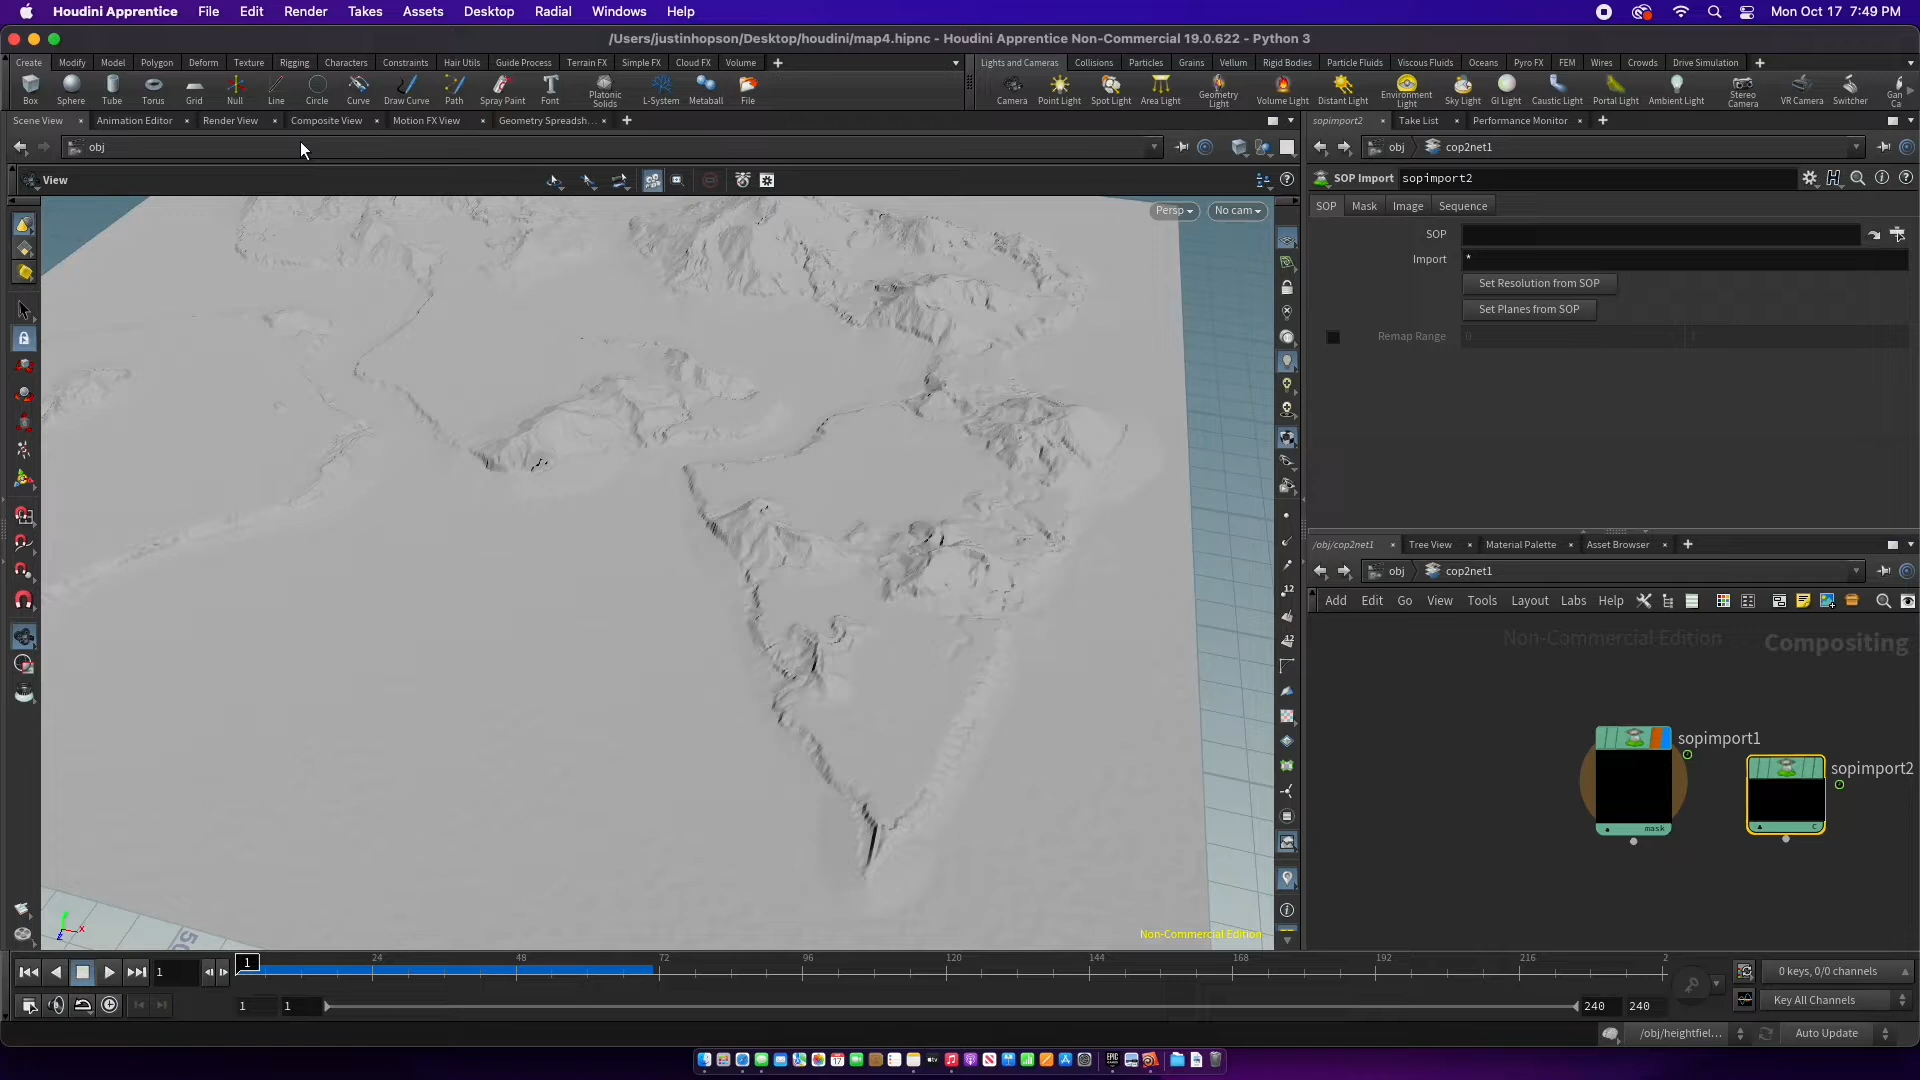 Houdini Apprentice File Edit Render Takes Assets Desktop Radial Windows Help Mon Oct 17 7:49 PM
/Users/justinhopson/Desktop/houdini/map4.hipnc - Houdini Apprentice Non-Commercial 19.0.622 - Python 3
Create Modify Model Polygon Deform Texture Rigging Characters Constraints Hair Utils Guide Process Terrain FX Simple FX Cloud FX Volume
Lights and Cameras Collisions Particles Grains Vellum Rigid Bodies Particle Fluids Viscous Fluids Oceans Pyro FX FEM Wires Crowds Drive Simulation
Box Sphere Tube Torus Grid Null Line Circle Curve Draw Curve Path Spray Paint Font Platonic Solids L-System Metaball File
Camera Point Light Spot Light Area Light Geometry Light Volume Light Distant Light Environment Light Sky Light GI Light Caustic Light Portal Light Ambient Light Stereo Camera VR Camera Switcher Gan Ca
Scene View Animation Editor Render View Composite View Motion FX View Geometry Spreadsh...
sopimport2 Take List Performance Monitor
obj
obj cop2net1
View
SOP Import sopimport2
SOP Mask Image Sequence
Persp No cam
SOP
Import *
Set Resolution from SOP
Set Planes from SOP
Remap Range 0 1
/obj/cop2net1 Tree View Material Palette Asset Browser
obj cop2net1
Add Edit Go View Tools Layout Labs Help
Non-Commercial Edition Compositing
12
12
sopimport1
mask
sopimport2
C
Non-Commercial Edition
50
x
z
1 1 24 48 72 96 120 144 168 192 216 2
0 keys, 0/0 channels
1 1 240 240
Key All Channels
/obj/heightfiel... Auto Update